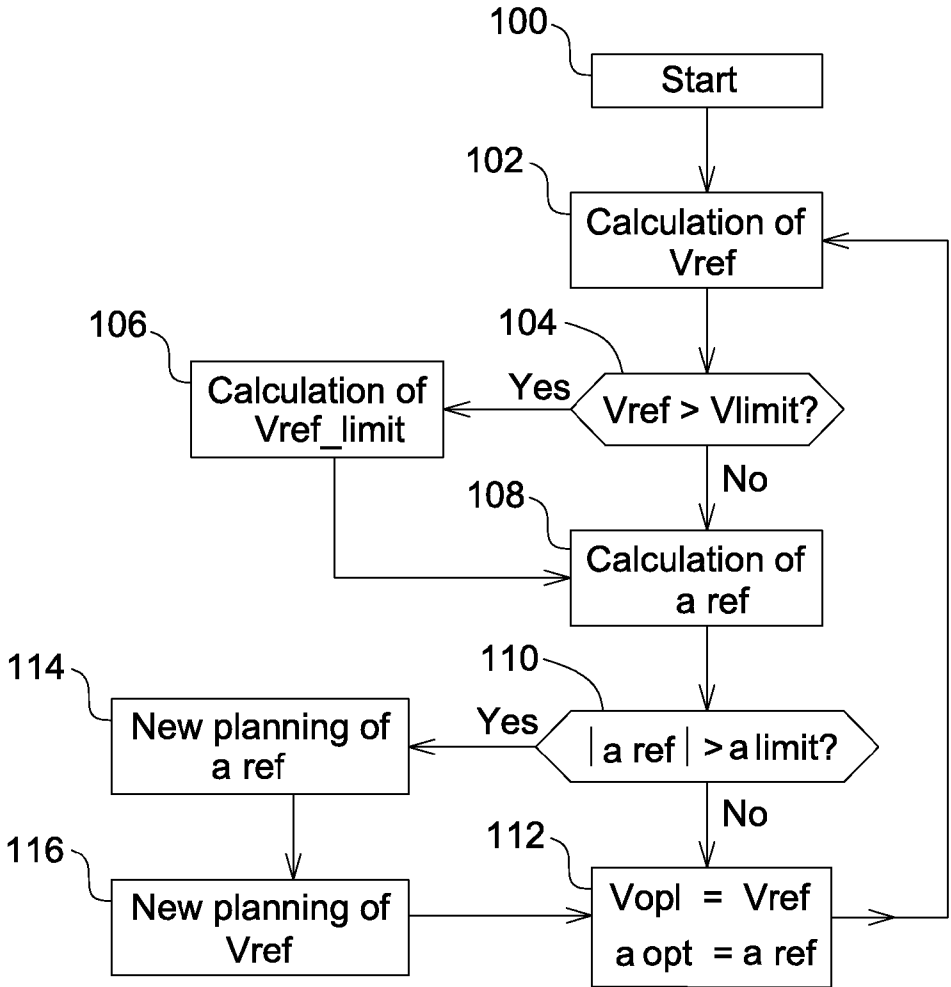 100
Start
102
Calculation of
Vref
104
Vref > Vlimit?
Yes
106
Calculation of
Vref_limit
No
108
Calculation of
a ref
110
| a ref | > a limit?
Yes
114
New planning of
a ref
No
116
New planning of
Vref
112
Vopl = Vref
a opt = a ref